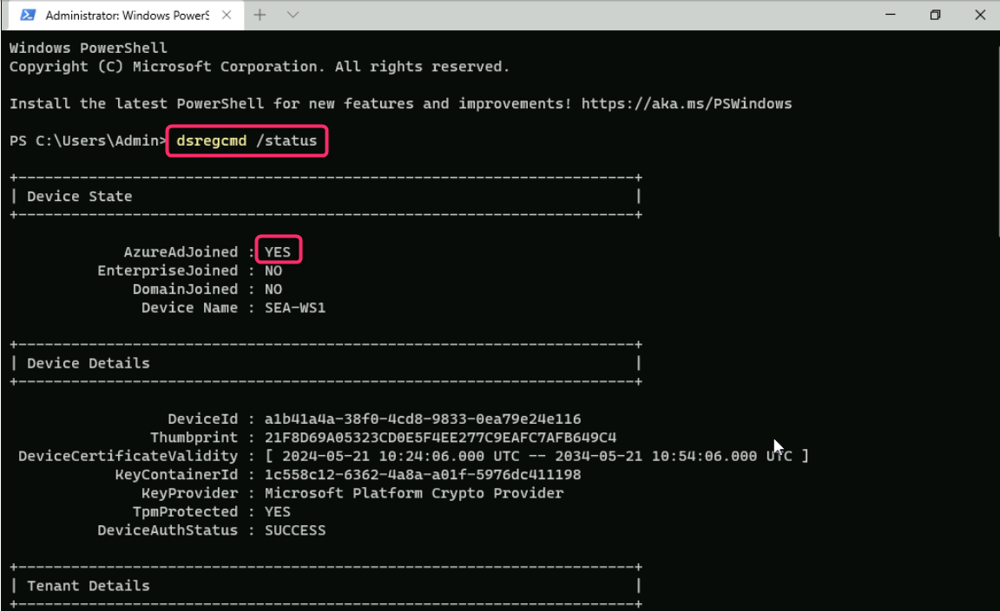 Administrator: Windows PowerS
Windows PowerShell
Copyright (C) Microsoft Corporation. All rights reserved.
Install the latest PowerShell for new features and improvements! https://aka.ms/PSWindows
PS C:\Users\Admin> dsregcmd /status
+----------------------------------------------------------------------+
| Device State                                                         |
+----------------------------------------------------------------------+
AzureAdJoined : YES
EnterpriseJoined : NO
DomainJoined : NO
Device Name : SEA-WS1
+----------------------------------------------------------------------+
| Device Details                                                       |
+----------------------------------------------------------------------+
DeviceId : a1b41a4a-38f0-4cd8-9833-0ea79e24e116
Thumbprint : 21F8D69A05323CD0E5F4EE277C9EAFC7AFB649C4
DeviceCertificateValidity : [ 2024-05-21 10:24:06.000 UTC -- 2034-05-21 10:54:06.000 UTC ]
KeyContainerId : 1c558c12-6362-4a8a-a01f-5976dc411198
KeyProvider : Microsoft Platform Crypto Provider
TpmProtected : YES
DeviceAuthStatus : SUCCESS
+----------------------------------------------------------------------+
| Tenant Details                                                       |
+----------------------------------------------------------------------+